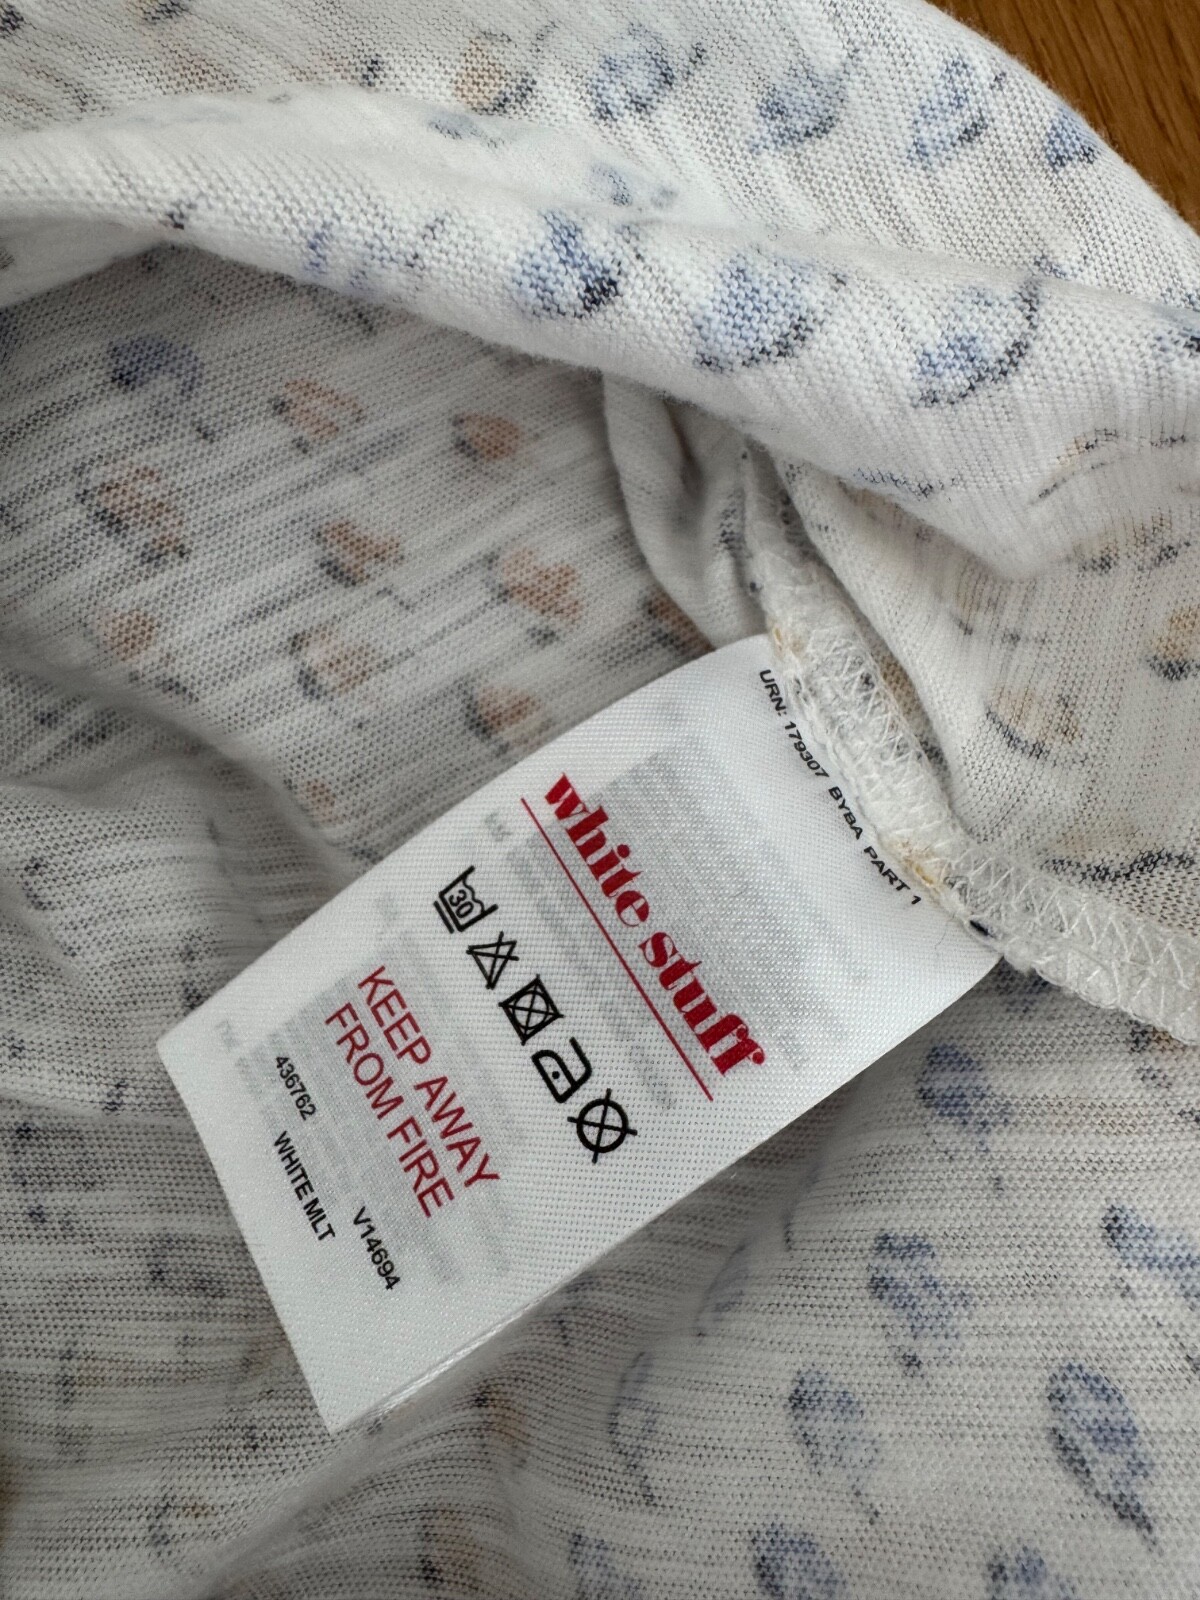 URN: 179307 BYBA PART 1
white stuff
30
KEEP AWAY
FROM FIRE
436762 V14694
WHITE MLT